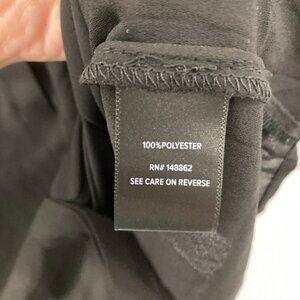 100%POLYESTER
RN# 148862
SEE CARE ON REVERSE